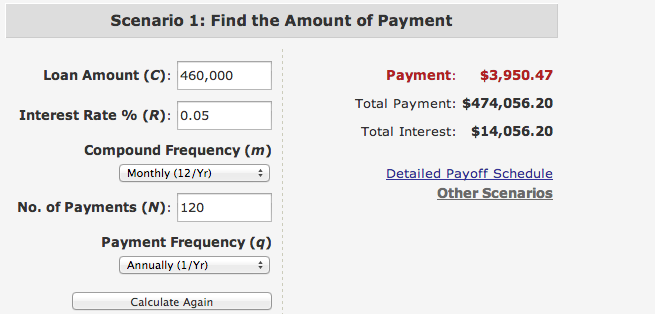 Scenario 1: Find the Amount of Payment
Loan Amount (C): 460,000
Interest Rate % (R): 0.05
Compound Frequency (m)
Monthly (12/Yr)
No. of Payments (N): 120
Payment Frequency (q)
Annually (1/Yr)
Calculate Again
Payment: $3,950.47
Total Payment: $474,056.20
Total Interest: $14,056.20
Detailed Payoff Schedule
Other Scenarios